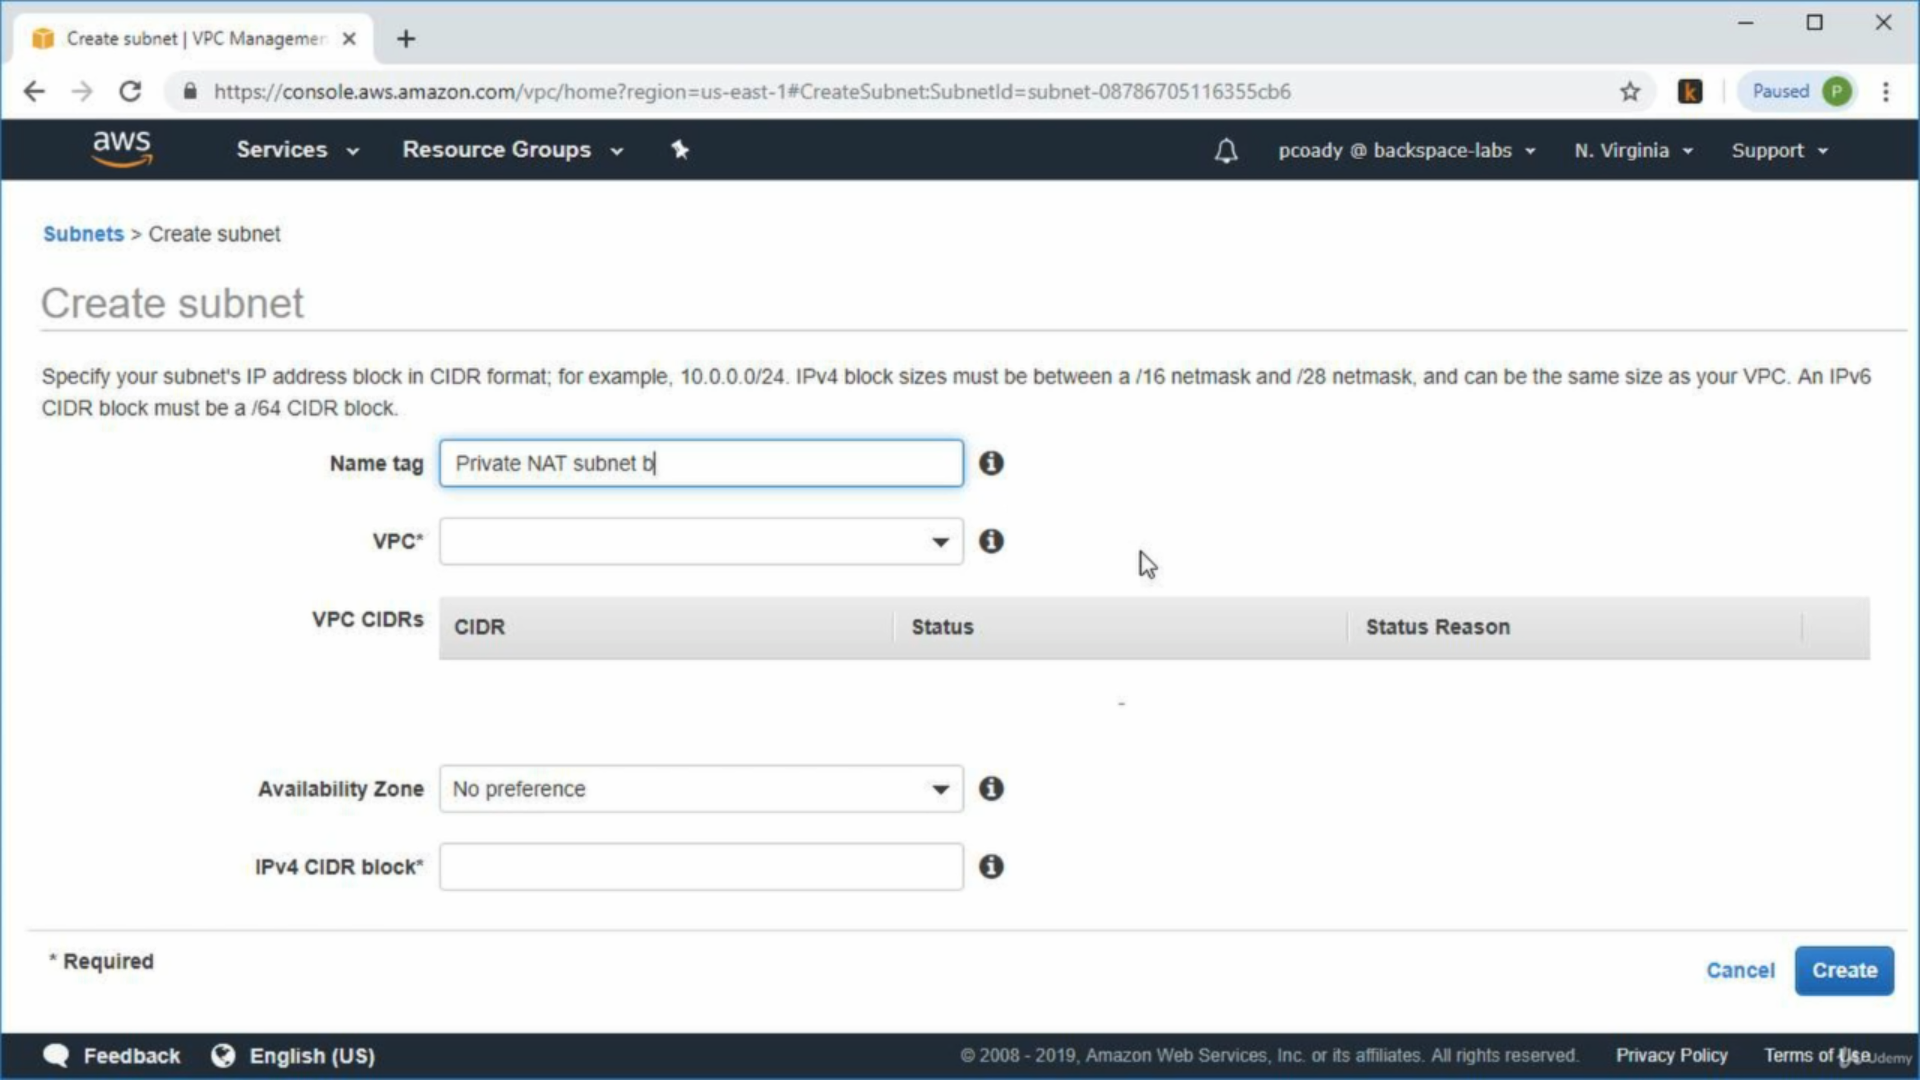 Create subnet | VPC Managemen
https://console.aws.amazon.com/vpc/home?region=us-east-1#CreateSubnet:SubnetId=subnet-08786705116355cb6
k
Paused P
aws Services Resource Groups pcoady @ backspace-labs N. Virginia Support
Subnets > Create subnet
Create subnet
Specify your subnet's IP address block in CIDR format; for example, 10.0.0.0/24. IPv4 block sizes must be between a /16 netmask and /28 netmask, and can be the same size as your VPC. An IPv6
CIDR block must be a /64 CIDR block.
Name tag Private NAT subnet b
VPC*
VPC CIDRs CIDR Status Status Reason
-
Availability Zone No preference
IPv4 CIDR block*
* Required
Cancel Create
Feedback English (US) © 2008 - 2019, Amazon Web Services, Inc. or its affiliates. All rights reserved. Privacy Policy Terms of Use
Udemy